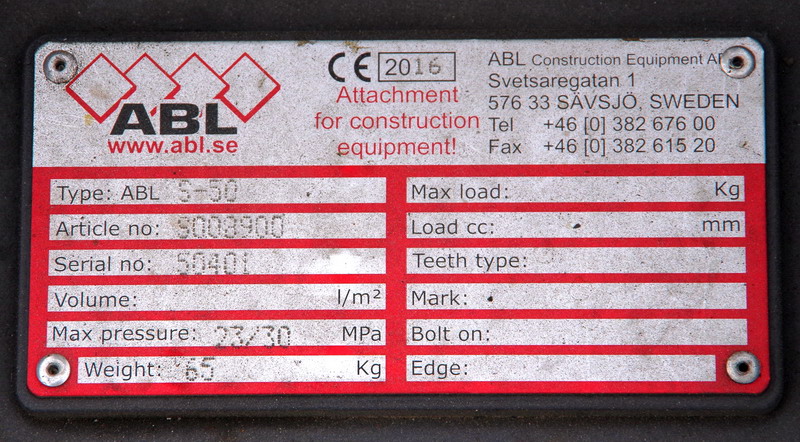 ABL
www.abl.se
CE 2016
Attachment
for construction
equipment!
ABL Construction Equipment
Svetsaregatan 1
576 33 SÄVSJÖ, SWEDEN
Tel +46 [0] 382 676 00
Fax +46 [0] 382 615 20
Type: ABL S-50
Article no: S003900
Serial no: 50401
Volume: l/m²
Max pressure: 23/30 MPa
Weight: 65 Kg
Max load: Kg
Load cc: mm
Teeth type:
Mark:
Bolt on:
Edge: